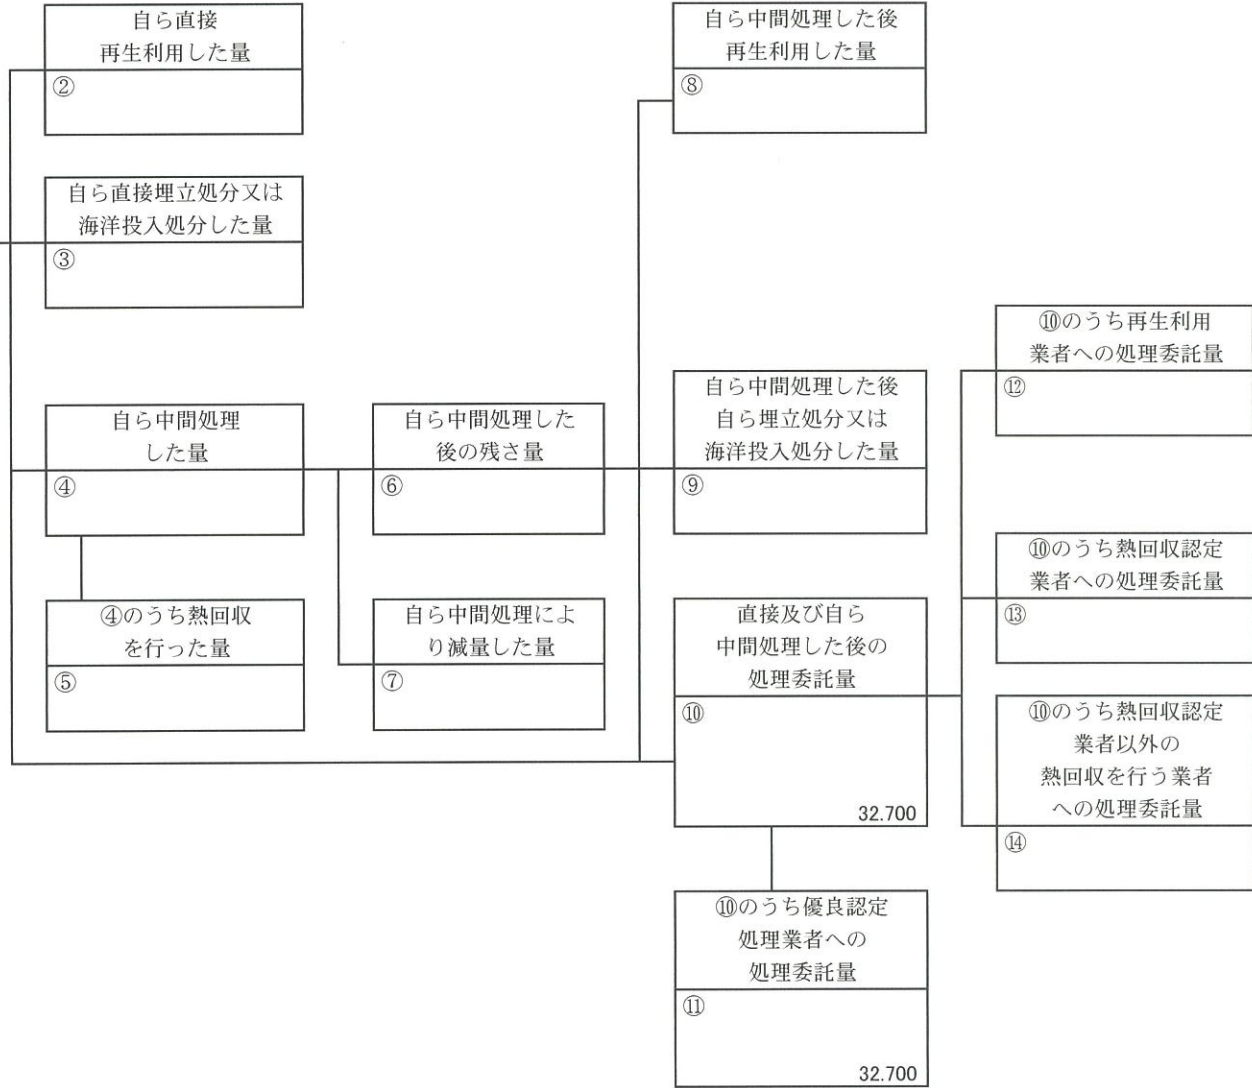 自ら直接
再生利用した量
②
自ら直接埋立処分又は
海洋投入処分した量
③
自ら中間処理
した量
④
④のうち熱回収
を行った量
⑤
自ら中間処理した
後の残さ量
⑥
自ら中間処理によ
り減量した量
⑦
自ら中間処理した後
再生利用した量
⑧
自ら中間処理した後
自ら埋立処分又は
海洋投入処分した量
⑨
直接及び自ら
中間処理した後の
処理委託量
⑩
32.700
⑩のうち優良認定
処理業者への
処理委託量
⑪
32.700
⑩のうち再生利用
業者への処理委託量
⑫
⑩のうち熱回収認定
業者への処理委託量
⑬
⑩のうち熱回収認定
業者以外の
熱回収を行う業者
への処理委託量
⑭